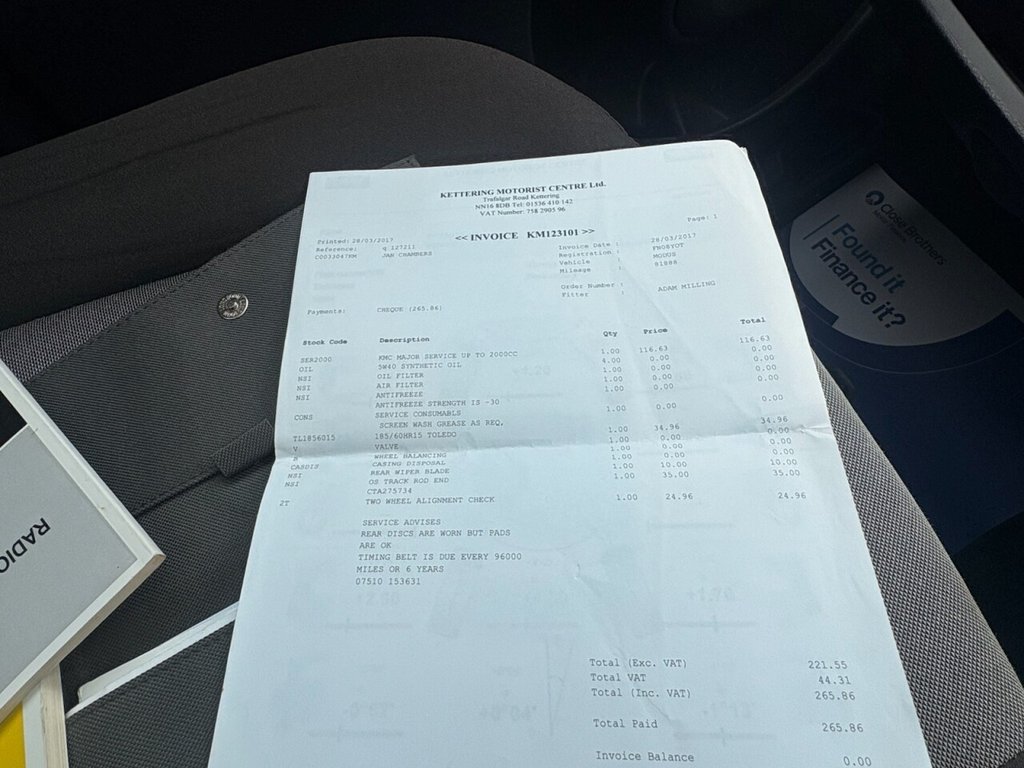 KETTERING MOTORIST CENTRE Ltd.
Trafalgar Road Kettering
NN16 8DB Tel: 01536 410 142
VAT Number: 758 2905 96
Page: 1
<< INVOICE KM123101 >>
Printed: 28/03/2017
Reference: q 127211
C0033047KM JAN CHAMBERS
Invoice Date : 28/03/2017
Registration : FN08YOT
Vehicle : MODUS
Mileage : 81888
Order Number :
Fitter : ADAM MILLING
Payments: CHEQUE (265.86)
Stock Code Description Qty Price Total
SER2000 KMC MAJOR SERVICE UP TO 2000CC 1.00 116.63 116.63
OIL 5W40 SYNTHETIC OIL 4.00 0.00 0.00
NSI OIL FILTER 1.00 0.00 0.00
NSI AIR FILTER 1.00 0.00 0.00
NSI ANTIFREEZE 1.00 0.00 0.00
ANTIFREEZE STRENGTH IS -30
CONS SERVICE CONSUMABLS 1.00 0.00 0.00
SCREEN WASH GREASE AS REQ,
TL1856015 185/60HR15 TOLEDO 1.00 34.96 34.96
V VALVE 1.00 0.00 0.00
WHEEL BALANCING 1.00 0.00 0.00
CASDIS CASING DISPOSAL 1.00 0.00 0.00
NSI REAR WIPER BLADE 1.00 10.00 10.00
NSI OS TRACK ROD END 1.00 35.00 35.00
CTA275734
2T TWO WHEEL ALIGNMENT CHECK 1.00 24.96 24.96
SERVICE ADVISES
REAR DISCS ARE WORN BUT PADS
ARE OK
TIMING BELT IS DUE EVERY 96000
MILES OR 6 YEARS
07510 153631
Total (Exc. VAT) 221.55
Total VAT 44.31
Total (Inc. VAT) 265.86
Total Paid 265.86
Invoice Balance 0.00
Close Brothers
Found it
Finance it?
RADIO